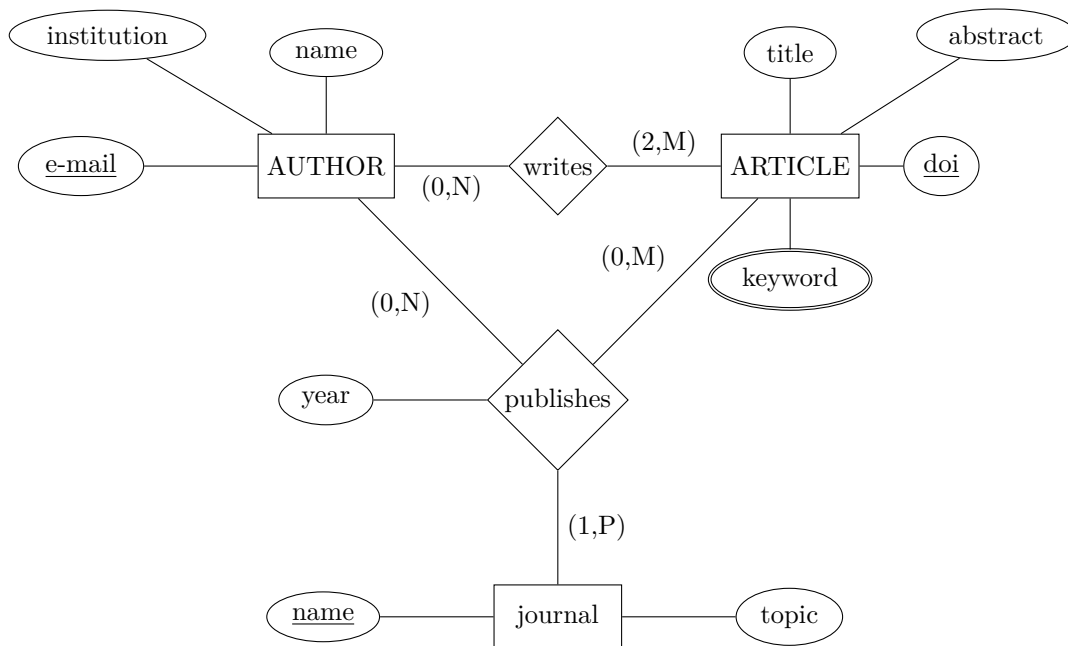 institution
name
title
abstract
e-mail
AUTHOR
(0,N)
writes
(2,M)
ARTICLE
doi
(0,M)
keyword
(0,N)
year
publishes
(1,P)
name
journal
topic